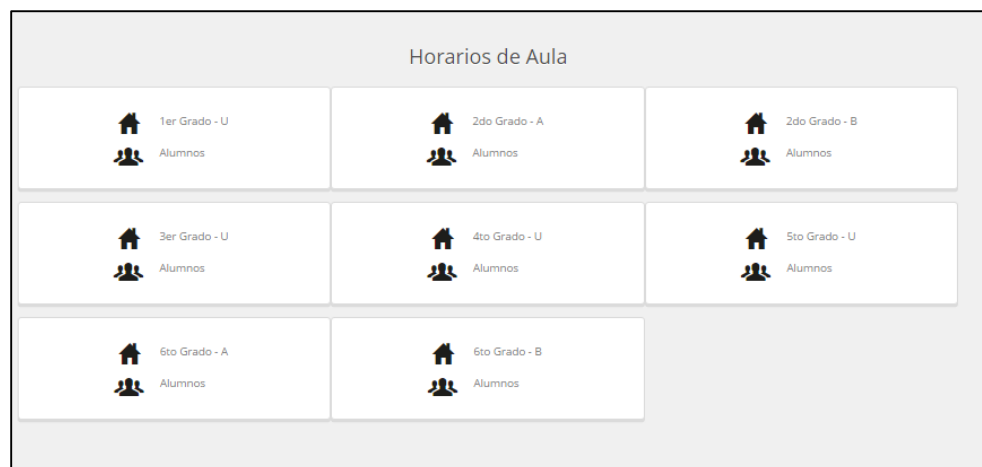 Horarios de Aula
1er Grado - U
Alumnos
2do Grado - A
Alumnos
2do Grado - B
Alumnos
3er Grado - U
Alumnos
4to Grado - U
Alumnos
5to Grado - U
Alumnos
6to Grado - A
Alumnos
6to Grado - B
Alumnos